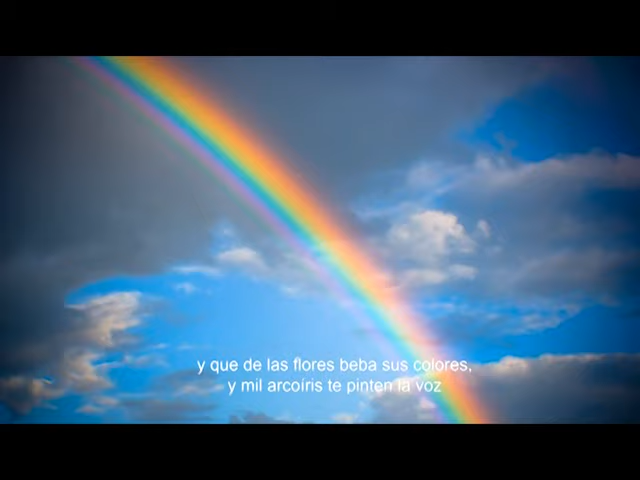 y que de las flores beba sus colores,
y mil arcoíris te pinten la voz